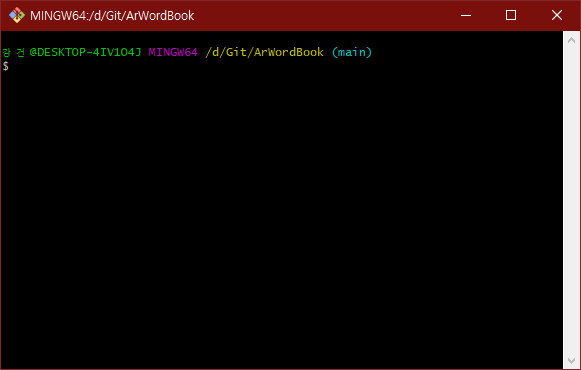 MINGW64:/d/Git/ArWordBook
강 건 @DESKTOP-4IV1O4J MINGW64 /d/Git/ArWordBook (main)
$